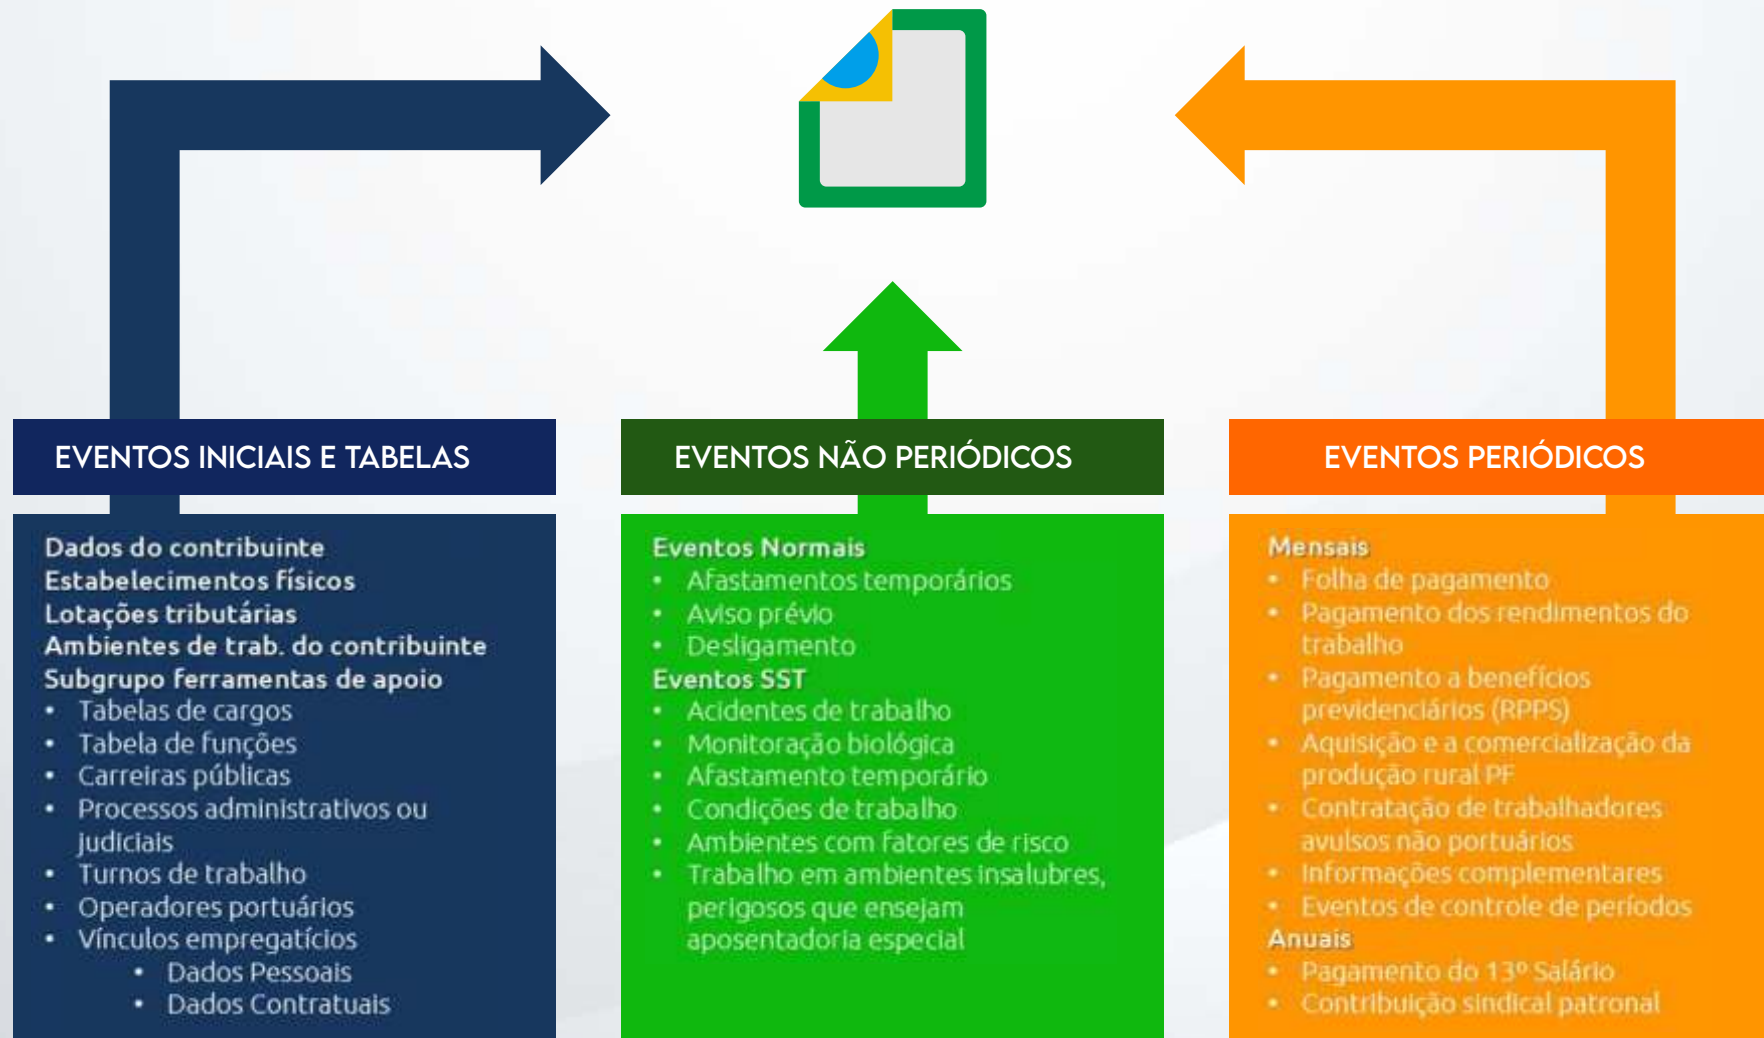 EVENTOS INICIAIS E TABELAS
Dados do contribuinte
Estabelecimentos físicos
Lotações tributárias
Ambientes de trab. do contribuinte
Subgrupo ferramentas de apoio
• Tabelas de cargos
• Tabela de funções
• Carreiras públicas
• Processos administrativos ou
judiciais
• Turnos de trabalho
• Operadores portuários
• Vínculos empregatícios
• Dados Pessoais
• Dados Contratuais
EVENTOS NÃO PERIÓDICOS
Eventos Normais
• Afastamentos temporários
• Aviso prévio
• Desligamento
Eventos SST
• Acidentes de trabalho
• Monitoração biológica
• Afastamento temporário
• Condições de trabalho
• Ambientes com fatores de risco
• Trabalho em ambientes insalubres,
perigosos que ensejam
aposentadoria especial
EVENTOS PERIÓDICOS
Mensais
• Folha de pagamento
• Pagamento dos rendimentos do
trabalho
• Pagamento a benefícios
previdenciários (RPPS)
• Aquisição e a comercialização da
produção rural PF
• Contratação de trabalhadores
avulsos não portuários
• Informações complementares
• Eventos de controle de períodos
Anuais
• Pagamento do 13º Salário
• Contribuição sindical patronal